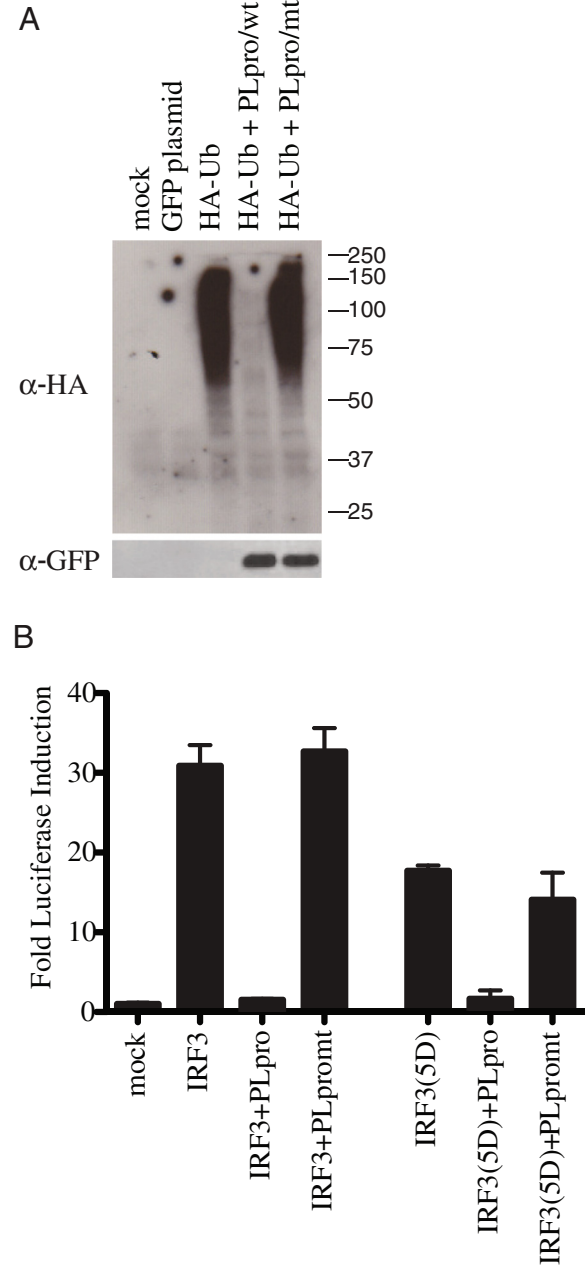 A
mock
GFP plasmid
HA-Ub
HA-Ub + PLpro/wt
HA-Ub + PLpro/mt
250
150
100
75
50
37
25
α-HA
α-GFP
B
Fold Luciferase Induction
40
30
20
10
0
mock
IRF3
IRF3+PLpro
IRF3+PLpromt
IRF3(5D)
IRF3(5D)+PLpro
IRF3(5D)+PLpromt